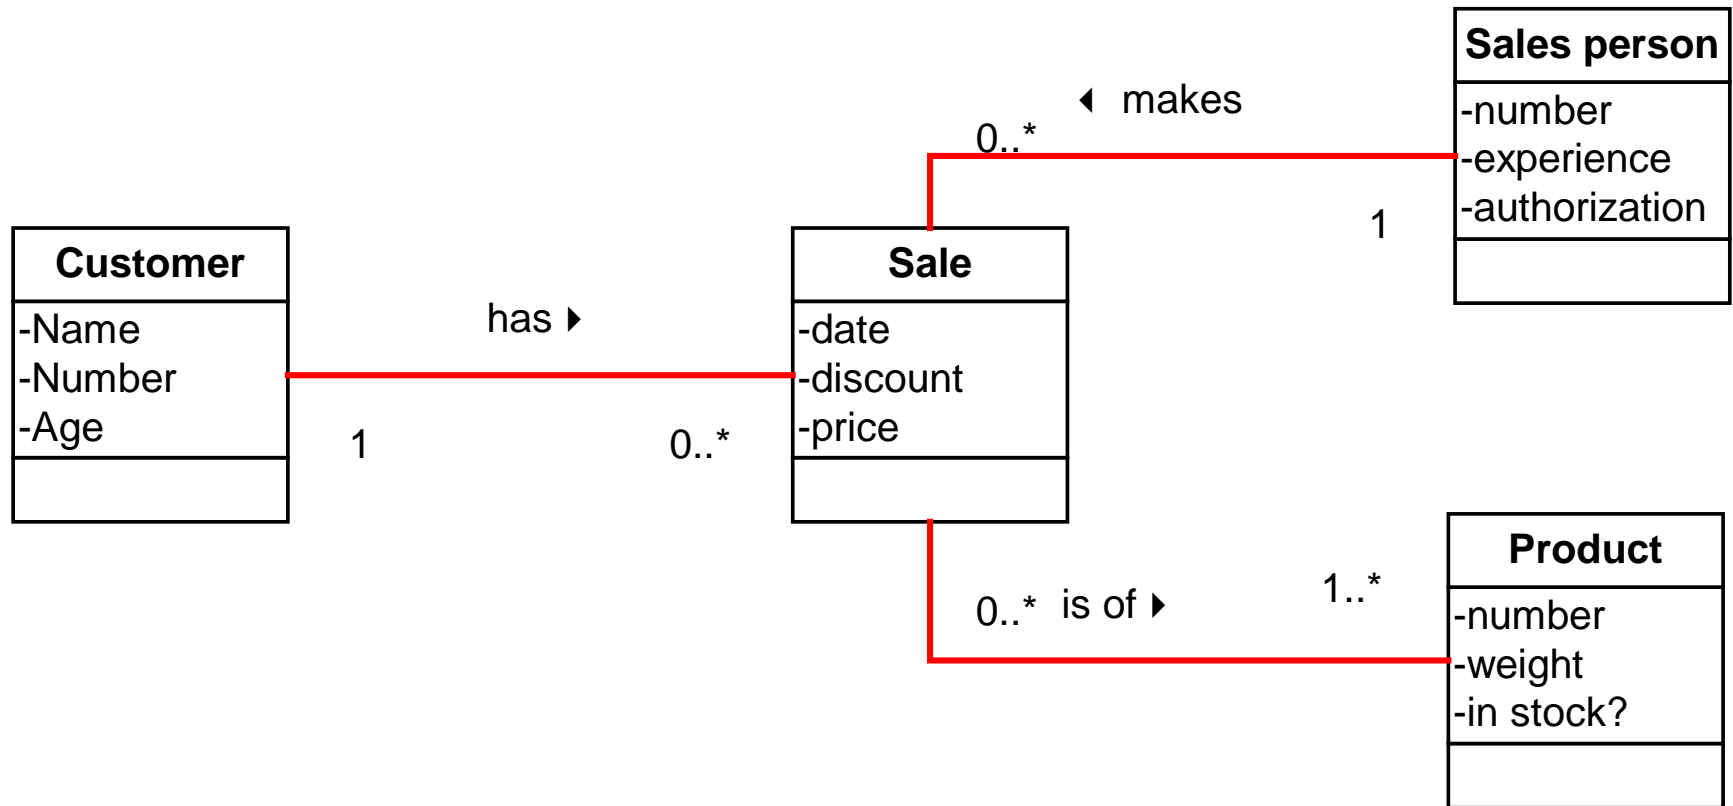 Sales person
-number
-experience
-authorization
◂ makes
0..*
1
Customer
-Name
-Number
-Age
has ▸
1
0..*
Sale
-date
-discount
-price
0..* is of ▸
1..*
Product
-number
-weight
-in stock?